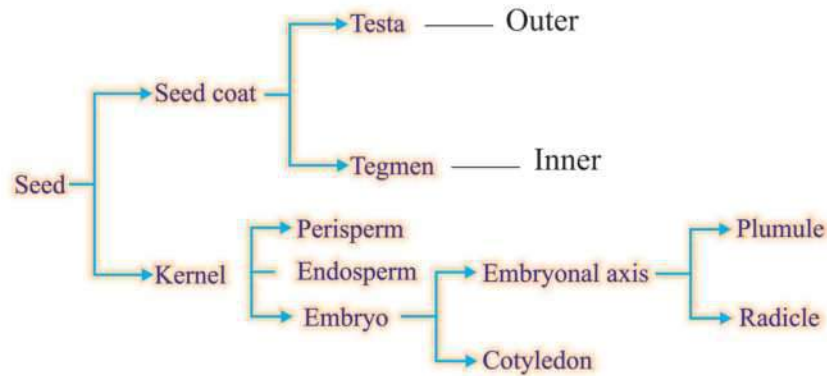 Testa Outer
Seed coat
Tegmen Inner
Seed
Perisperm Plumule
Kernel Endosperm Embryonal axis
Embryo Radicle
Cotyledon